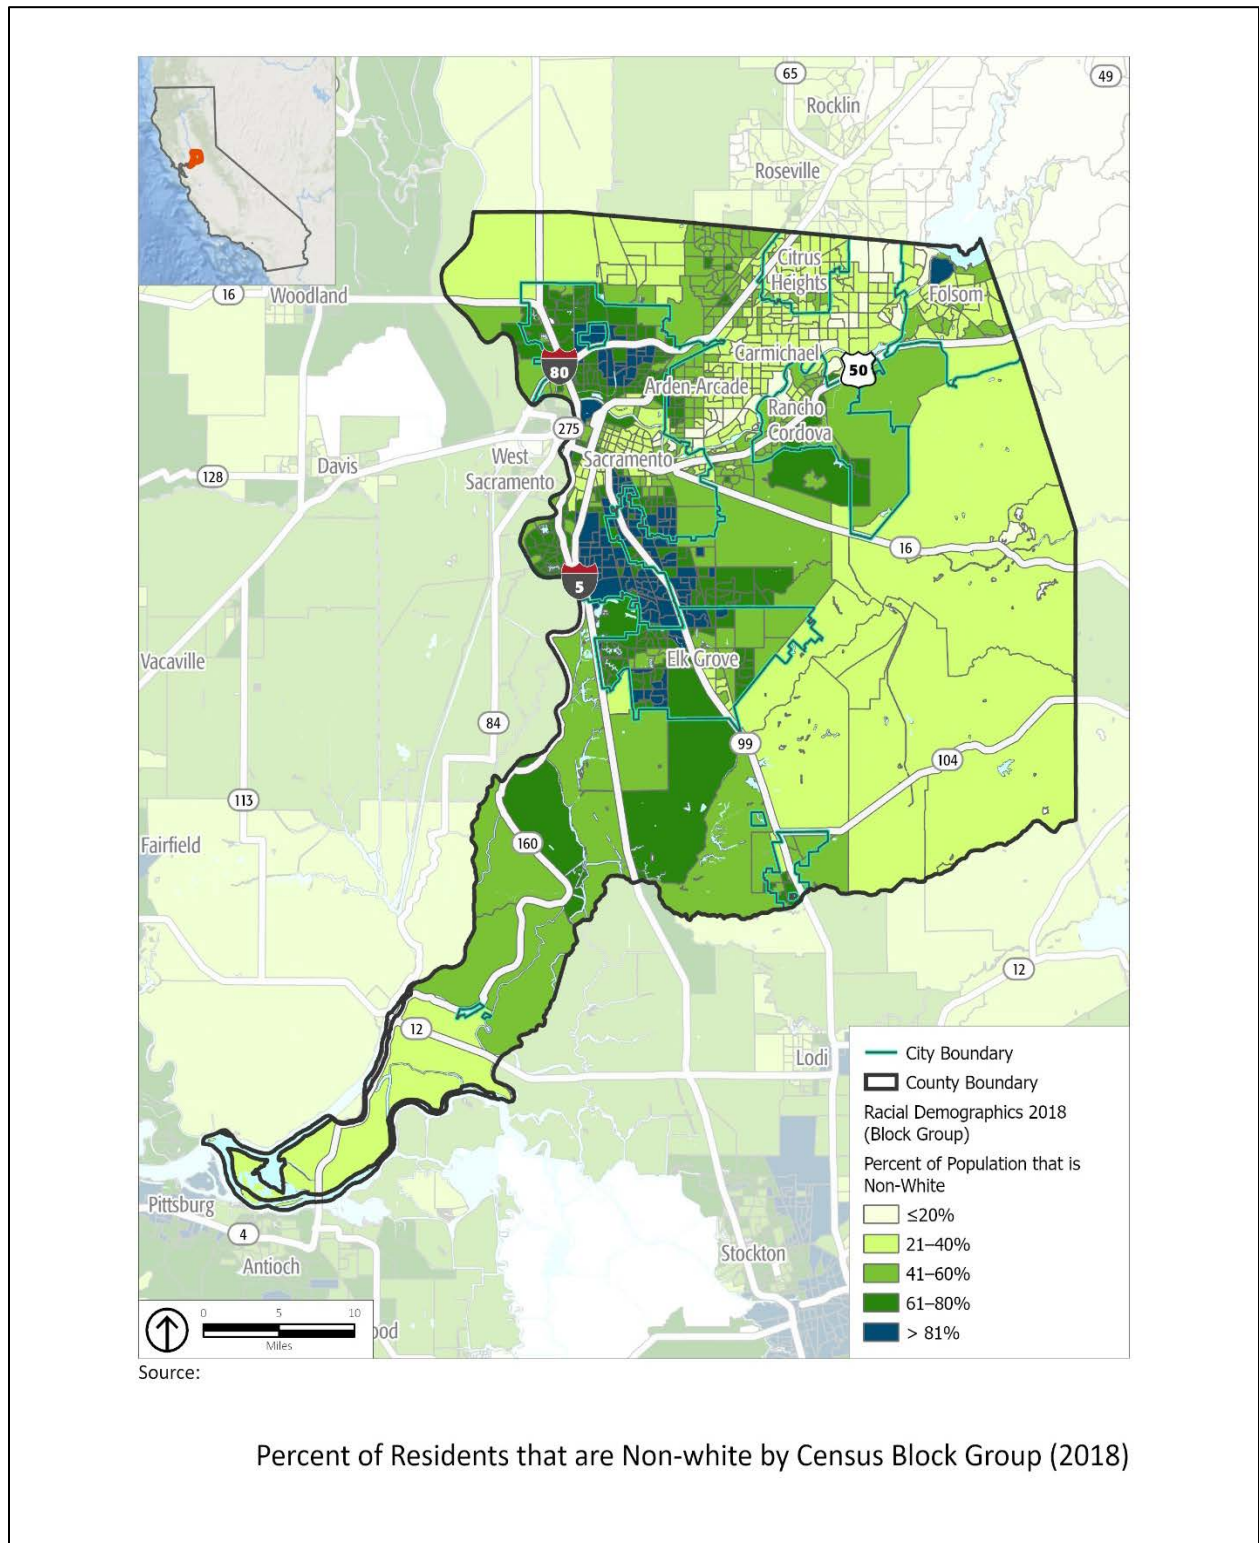 65
49
Rocklin
Roseville
16
Woodland
Citrus
Heights
Folsom
Carmichael
80
50
Arden-Arcade
Rancho
Cordova
275
West
Sacramento
Sacramento
128
Davis
16
5
Vacaville
Elk Grove
84
99
104
113
Fairfield
160
12
12
Lodi
Pittsburg
4
Antioch
Stockton
ood
City Boundary
County Boundary
Racial Demographics 2018
(Block Group)
Percent of Population that is
Non-White
≤20%
21–40%
41–60%
61–80%
> 81%
0 5 10
Miles
Source:
Percent of Residents that are Non-white by Census Block Group (2018)